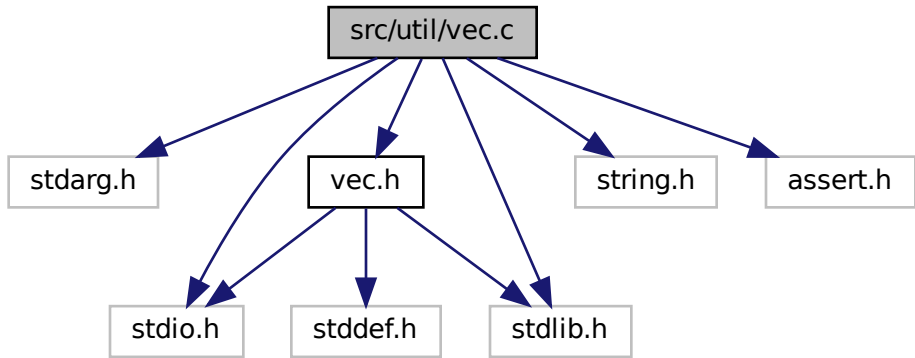 src/util/vec.c
stdarg.h
vec.h
string.h
assert.h
stdio.h
stddef.h
stdlib.h